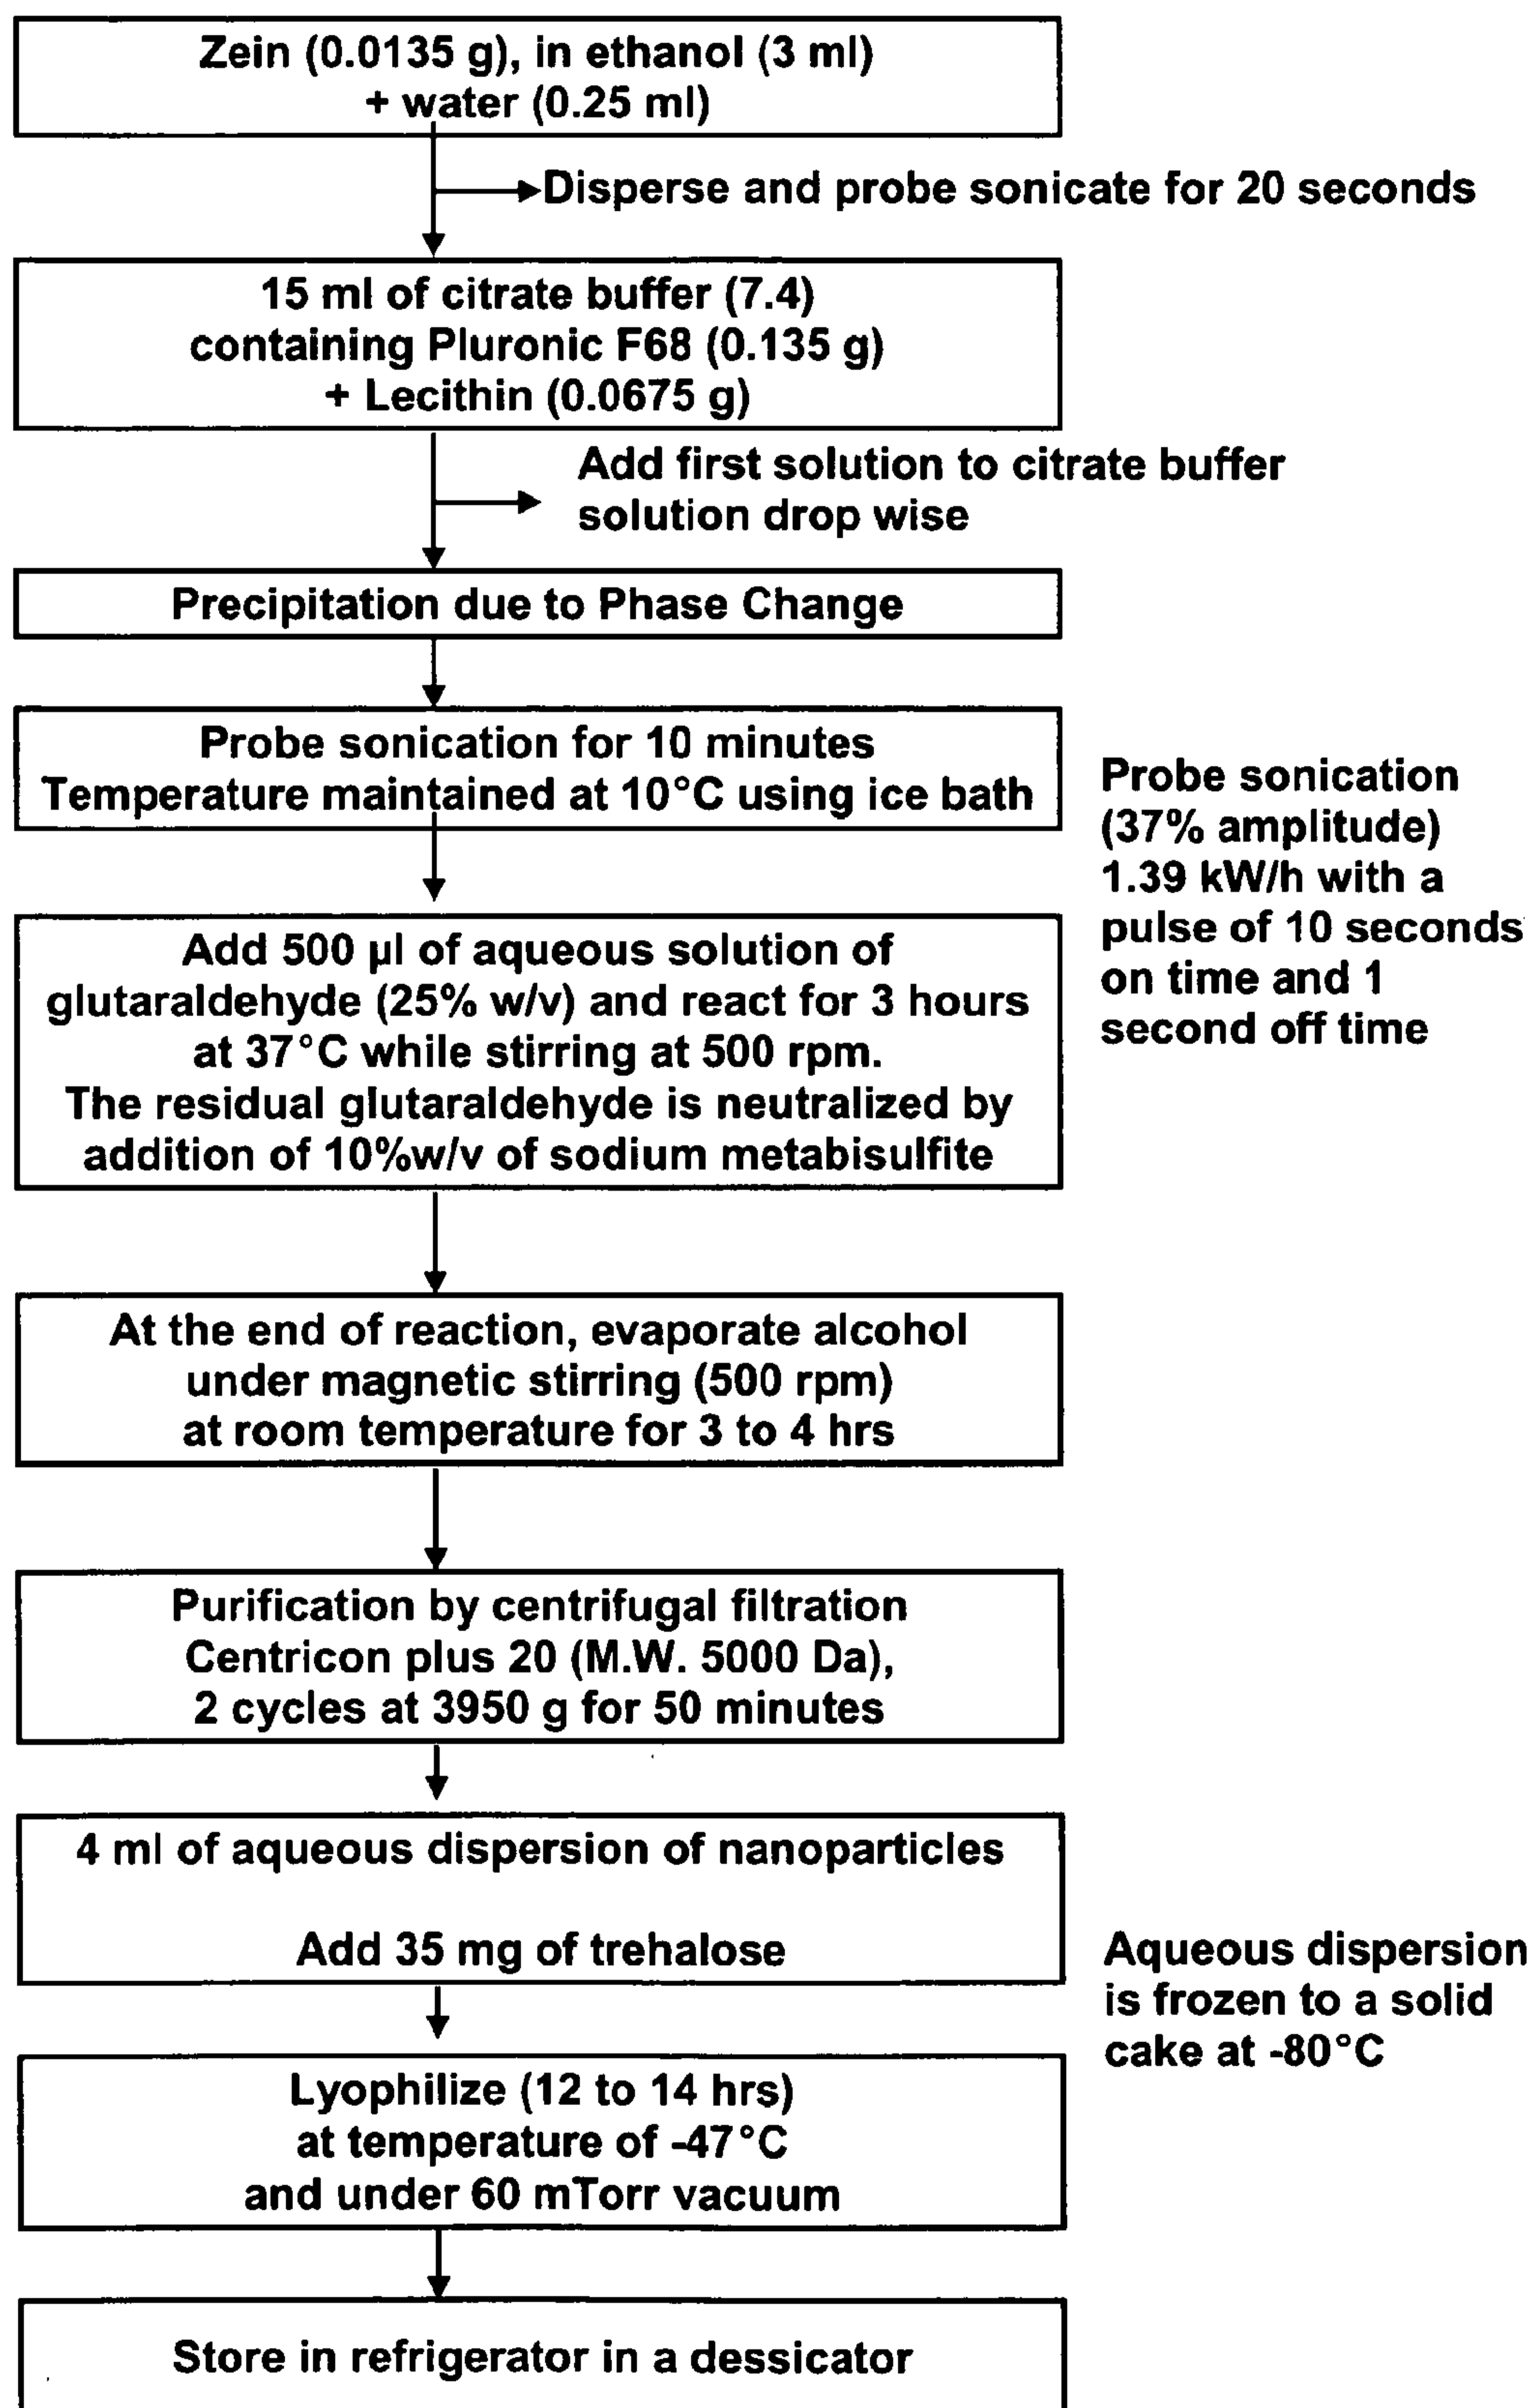 Zein (0.0135 g), in ethanol (3 ml)
+ water (0.25 ml)
Disperse and probe sonicate for 20 seconds
15 ml of citrate buffer (7.4)
containing Pluronic F68 (0.135 g)
+ Lecithin (0.0675 g)
Add first solution to citrate buffer
solution drop wise
Precipitation due to Phase Change
Probe sonication for 10 minutes
Temperature maintained at 10°C using ice bath
Probe sonication
(37% amplitude)
1.39 kW/h with a
pulse of 10 seconds
on time and 1
second off time
Add 500 µl of aqueous solution of
glutaraldehyde (25% w/v) and react for 3 hours
at 37°C while stirring at 500 rpm.
The residual glutaraldehyde is neutralized by
addition of 10%w/v of sodium metabisulfite
At the end of reaction, evaporate alcohol
under magnetic stirring (500 rpm)
at room temperature for 3 to 4 hrs
Purification by centrifugal filtration
Centricon plus 20 (M.W. 5000 Da),
2 cycles at 3950 g for 50 minutes
4 ml of aqueous dispersion of nanoparticles
Add 35 mg of trehalose
Aqueous dispersion
is frozen to a solid
cake at -80°C
Lyophilize (12 to 14 hrs)
at temperature of -47°C
and under 60 mTorr vacuum
Store in refrigerator in a dessicator